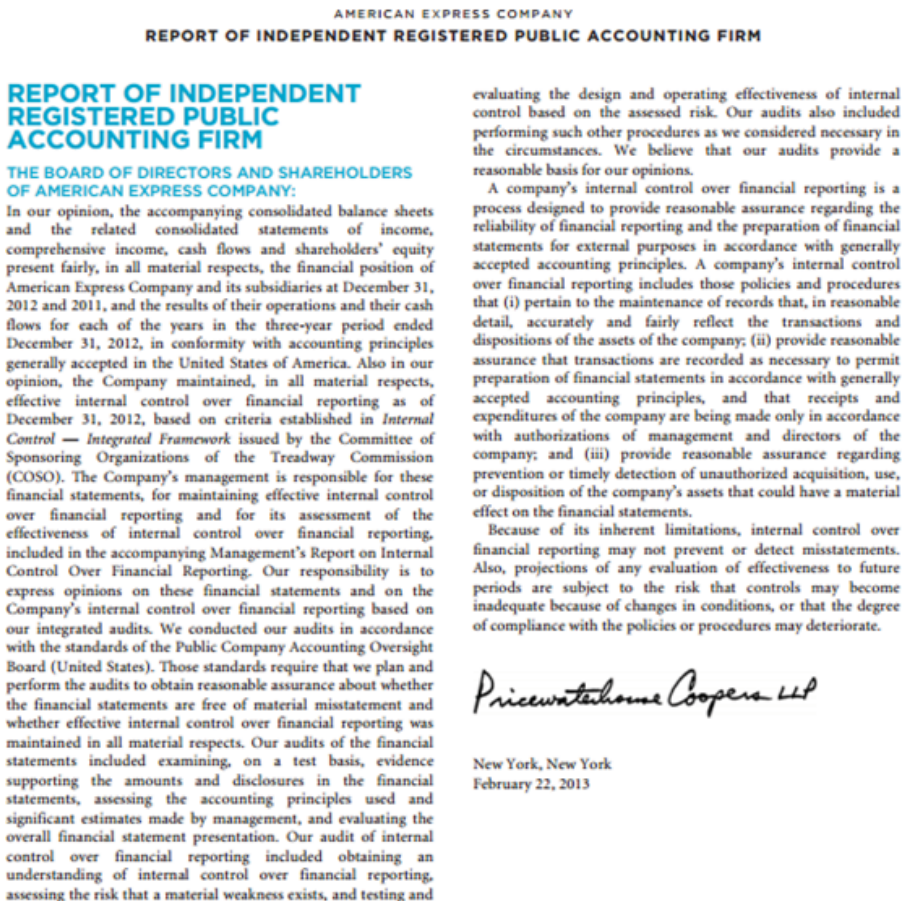 AMERICAN EXPRESS COMPANY
REPORT OF INDEPENDENT REGISTERED PUBLIC ACCOUNTING FIRM
REPORT OF INDEPENDENT
REGISTERED PUBLIC
ACCOUNTING FIRM
THE BOARD OF DIRECTORS AND SHAREHOLDERS
OF AMERICAN EXPRESS COMPANY:
In our opinion, the accompanying consolidated balance sheets
and the related consolidated statements of income,
comprehensive income, cash flows and shareholders' equity
present fairly, in all material respects, the financial position of
American Express Company and its subsidiaries at December 31,
2012 and 2011, and the results of their operations and their cash
flows for each of the years in the three-year period ended
December 31, 2012, in conformity with accounting principles
generally accepted in the United States of America. Also in our
opinion, the Company maintained, in all material respects,
effective internal control over financial reporting as of
December 31, 2012, based on criteria established in Internal
Control — Integrated Framework issued by the Committee of
Sponsoring Organizations of the Treadway Commission
(COSO). The Company's management is responsible for these
financial statements, for maintaining effective internal control
over financial reporting and for its assessment of the
effectiveness of internal control over financial reporting,
included in the accompanying Management's Report on Internal
Control Over Financial Reporting. Our responsibility is to
express opinions on these financial statements and on the
Company's internal control over financial reporting based on
our integrated audits. We conducted our audits in accordance
with the standards of the Public Company Accounting Oversight
Board (United States). Those standards require that we plan and
perform the audits to obtain reasonable assurance about whether
the financial statements are free of material misstatement and
whether effective internal control over financial reporting was
maintained in all material respects. Our audits of the financial
statements included examining, on a test basis, evidence
supporting the amounts and disclosures in the financial
statements, assessing the accounting principles used and
significant estimates made by management, and evaluating the
overall financial statement presentation. Our audit of internal
control over financial reporting included obtaining an
understanding of internal control over financial reporting,
assessing the risk that a material weakness exists, and testing and
evaluating the design and operating effectiveness of internal
control based on the assessed risk. Our audits also included
performing such other procedures as we considered necessary in
the circumstances. We believe that our audits provide a
reasonable basis for our opinions.
A company's internal control over financial reporting is a
process designed to provide reasonable assurance regarding the
reliability of financial reporting and the preparation of financial
statements for external purposes in accordance with generally
accepted accounting principles. A company's internal control
over financial reporting includes those policies and procedures
that (i) pertain to the maintenance of records that, in reasonable
detail, accurately and fairly reflect the transactions and
dispositions of the assets of the company; (ii) provide reasonable
assurance that transactions are recorded as necessary to permit
preparation of financial statements in accordance with generally
accepted accounting principles, and that receipts and
expenditures of the company are being made only in accordance
with authorizations of management and directors of the
company; and (iii) provide reasonable assurance regarding
prevention or timely detection of unauthorized acquisition, use,
or disposition of the company's assets that could have a material
effect on the financial statements.
Because of its inherent limitations, internal control over
financial reporting may not prevent or detect misstatements.
Also, projections of any evaluation of effectiveness to future
periods are subject to the risk that controls may become
inadequate because of changes in conditions, or that the degree
of compliance with the policies or procedures may deteriorate.
PricewaterhouseCoopers LLP
New York, New York
February 22, 2013